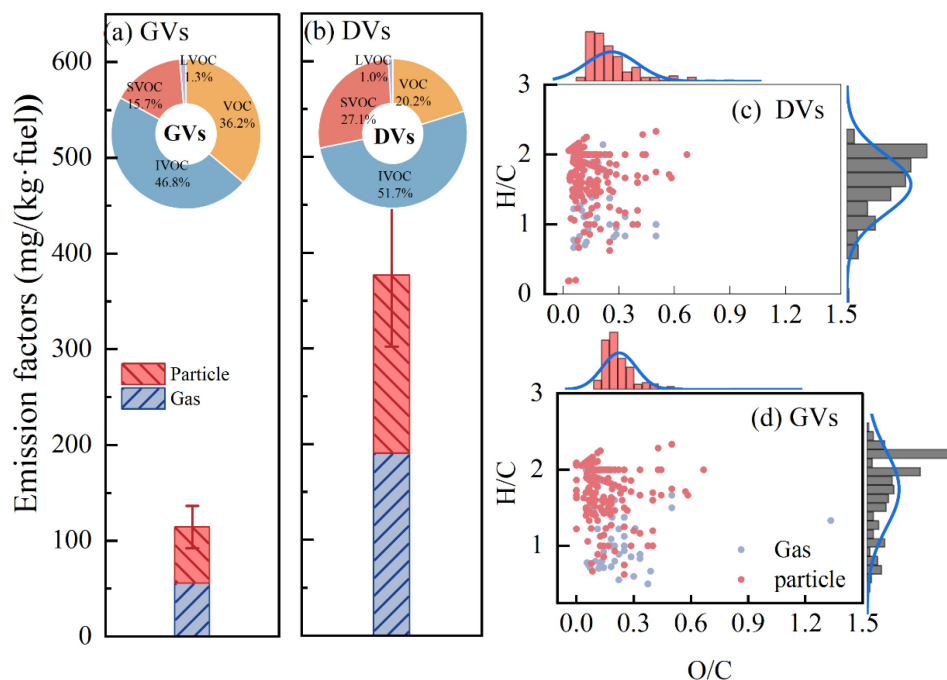 Emission factors (mg/(kg·fuel))
600
500
400
300
200
100
0
(a) GVs
LVOC
1.3%
SVOC
15.7%
VOC
36.2%
GVs
IVOC
46.8%
Particle
Gas
(b) DVs
LVOC
1.0%
VOC
20.2%
SVOC
27.1%
DVs
IVOC
51.7%
(c) DVs
H/C
3
2
1
0
0.0 0.3 0.6 0.9 1.2 1.5
(d) GVs
H/C
3
2
1
Gas
particle
0.0 0.3 0.6 0.9 1.2 1.5
O/C